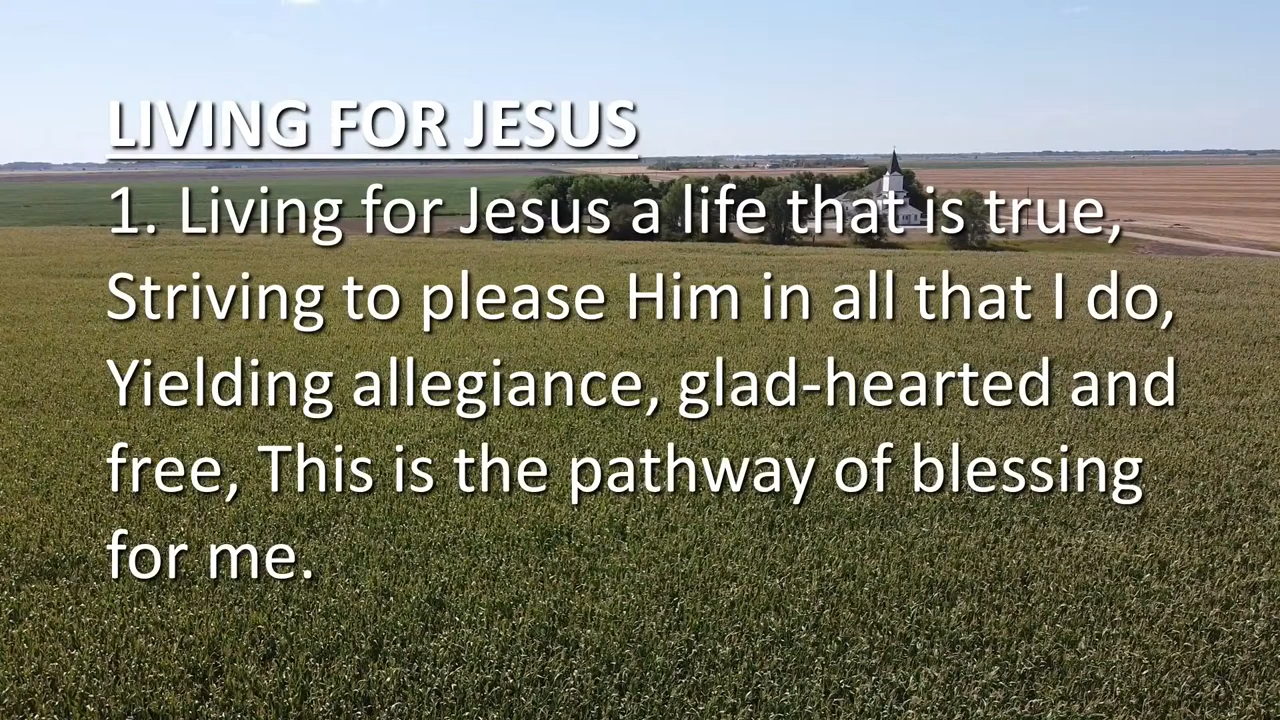 LIVING FOR JESUS
1. Living for Jesus a life that is true,
Striving to please Him in all that I do,
Yielding allegiance, glad-hearted and
free, This is the pathway of blessing
for me.